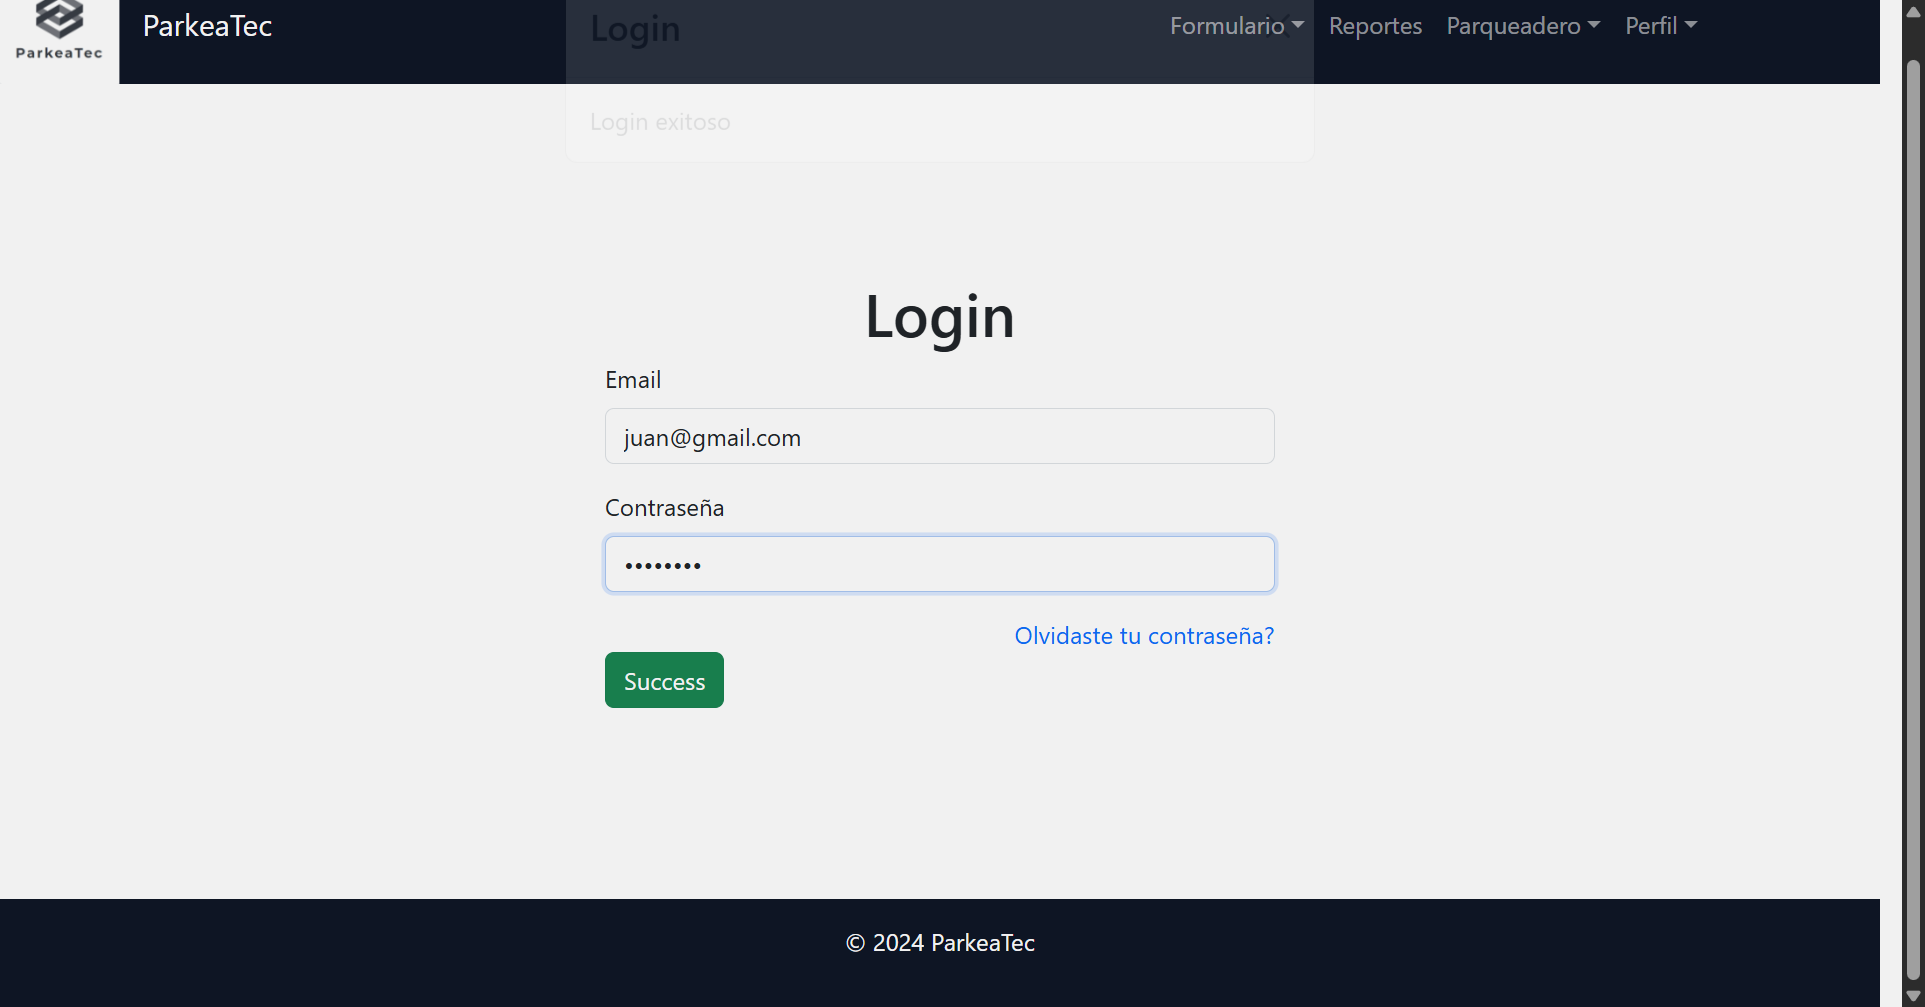 ParkeaTec
ParkeaTec
Formulario
Reportes
Parqueadero
Perfil
Login
Login exitoso
Login
Email
juan@gmail.com
Contraseña
••••••••
Olvidaste tu contraseña?
Success
© 2024 ParkeaTec